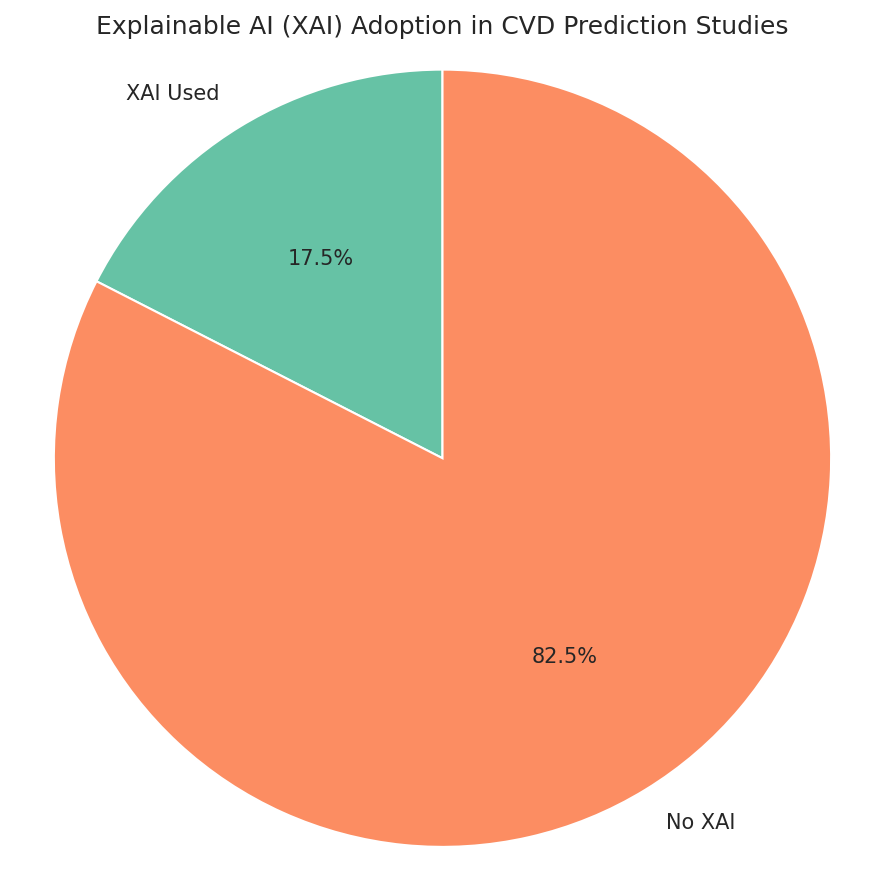 Explainable AI (XAI) Adoption in CVD Prediction Studies
XAI Used
17.5%
82.5%
No XAI